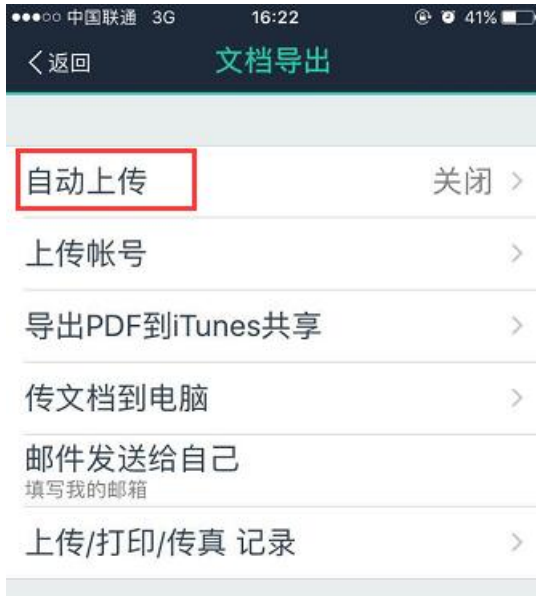 中国联通 3G 16:22 41%
返回 文档导出
自动上传 关闭
上传帐号
导出PDF到iTunes共享
传文档到电脑
邮件发送给自己
填写我的邮箱
上传/打印/传真 记录